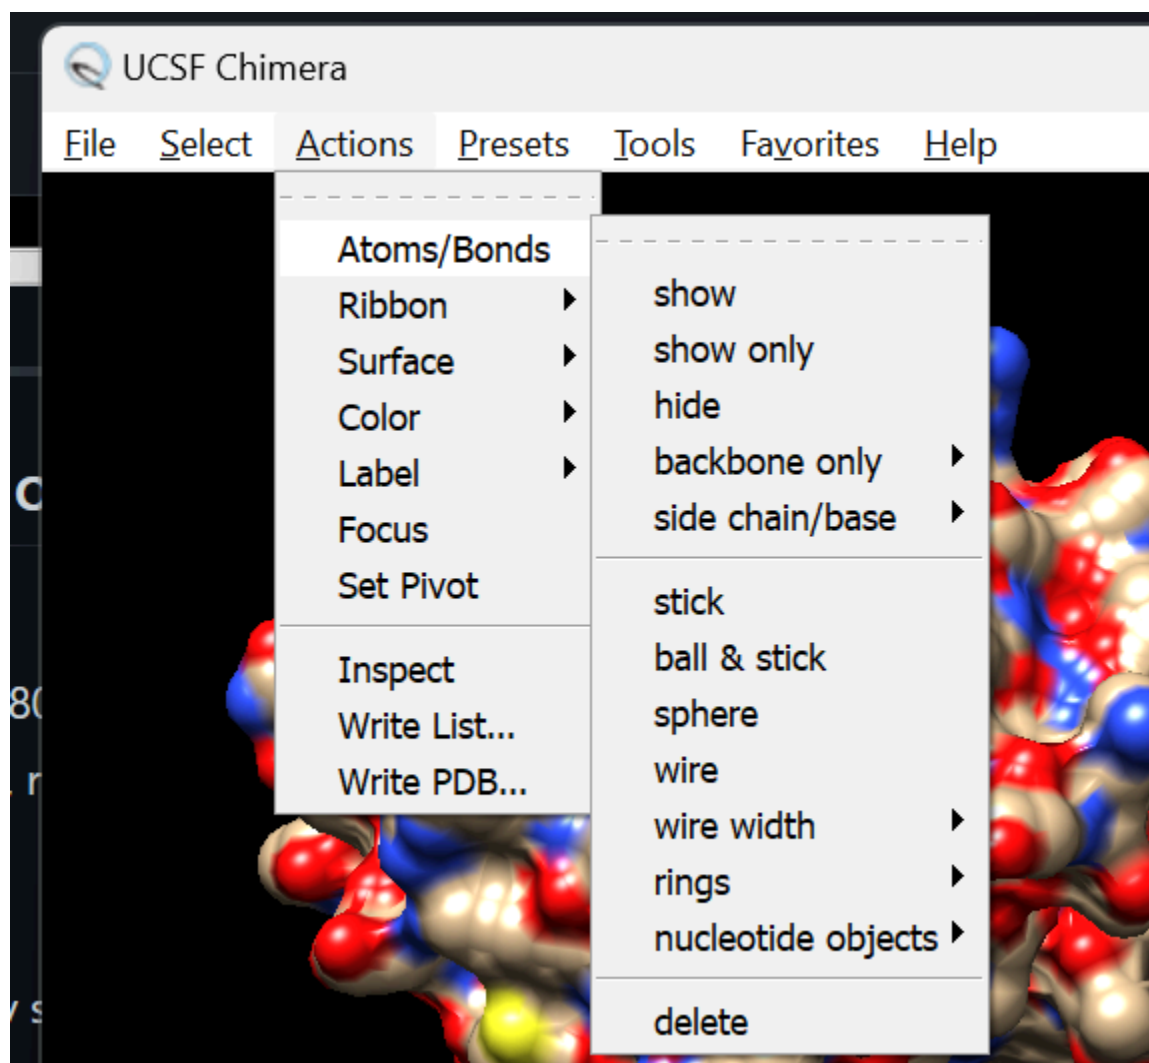 UCSF Chimera
File Select Actions Presets Tools Favorites Help
Atoms/Bonds
Ribbon
Surface
Color
Label
Focus
Set Pivot
Inspect
Write List...
Write PDB...
show
show only
hide
backbone only
side chain/base
stick
ball & stick
sphere
wire
wire width
rings
nucleotide objects
delete
80